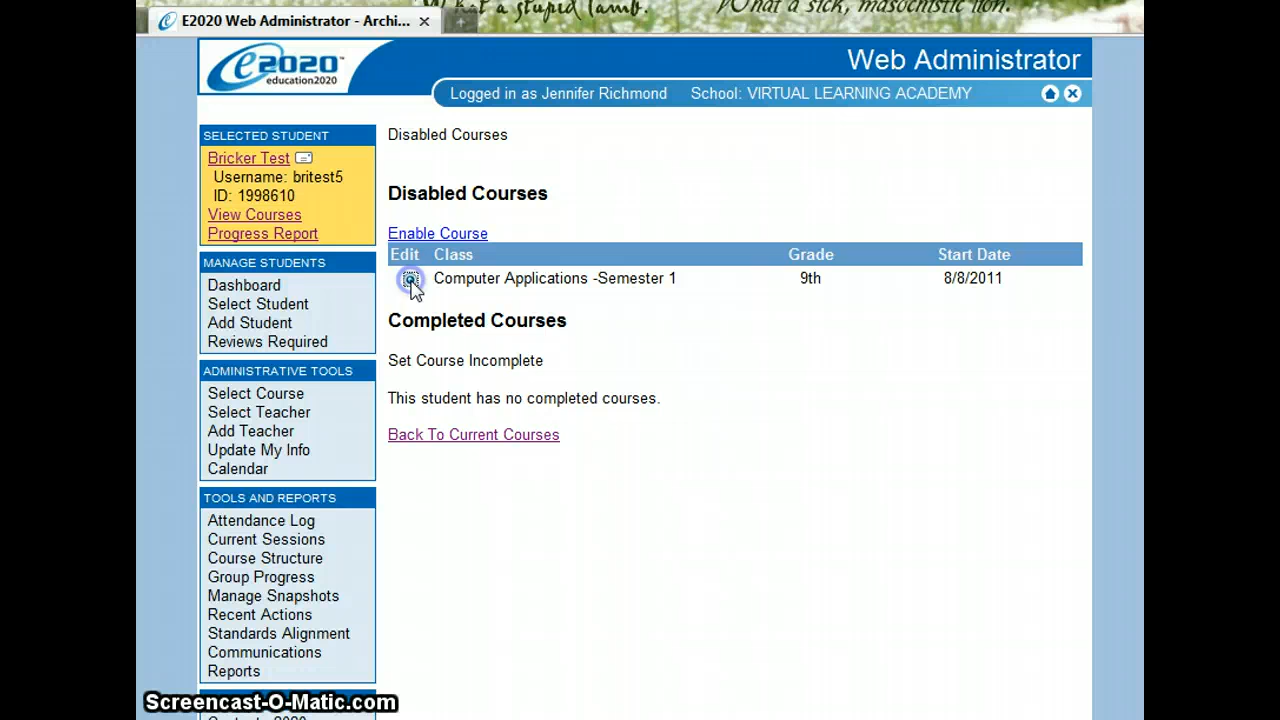 What a stupid lamb. What a sick, masochistic lion.
E2020 Web Administrator - Archi...
e2020
education2020
Web Administrator
Logged in as Jennifer Richmond School: VIRTUAL LEARNING ACADEMY
SELECTED STUDENT
Bricker Test
Username: britest5
ID: 1998610
View Courses
Progress Report
MANAGE STUDENTS
Dashboard
Select Student
Add Student
Reviews Required
ADMINISTRATIVE TOOLS
Select Course
Select Teacher
Add Teacher
Update My Info
Calendar
TOOLS AND REPORTS
Attendance Log
Current Sessions
Course Structure
Group Progress
Manage Snapshots
Recent Actions
Standards Alignment
Communications
Reports
Disabled Courses
Disabled Courses
Enable Course
Edit Class Grade Start Date
Computer Applications -Semester 1 9th 8/8/2011
Completed Courses
Set Course Incomplete
This student has no completed courses.
Back To Current Courses
Screencast-O-Matic.com